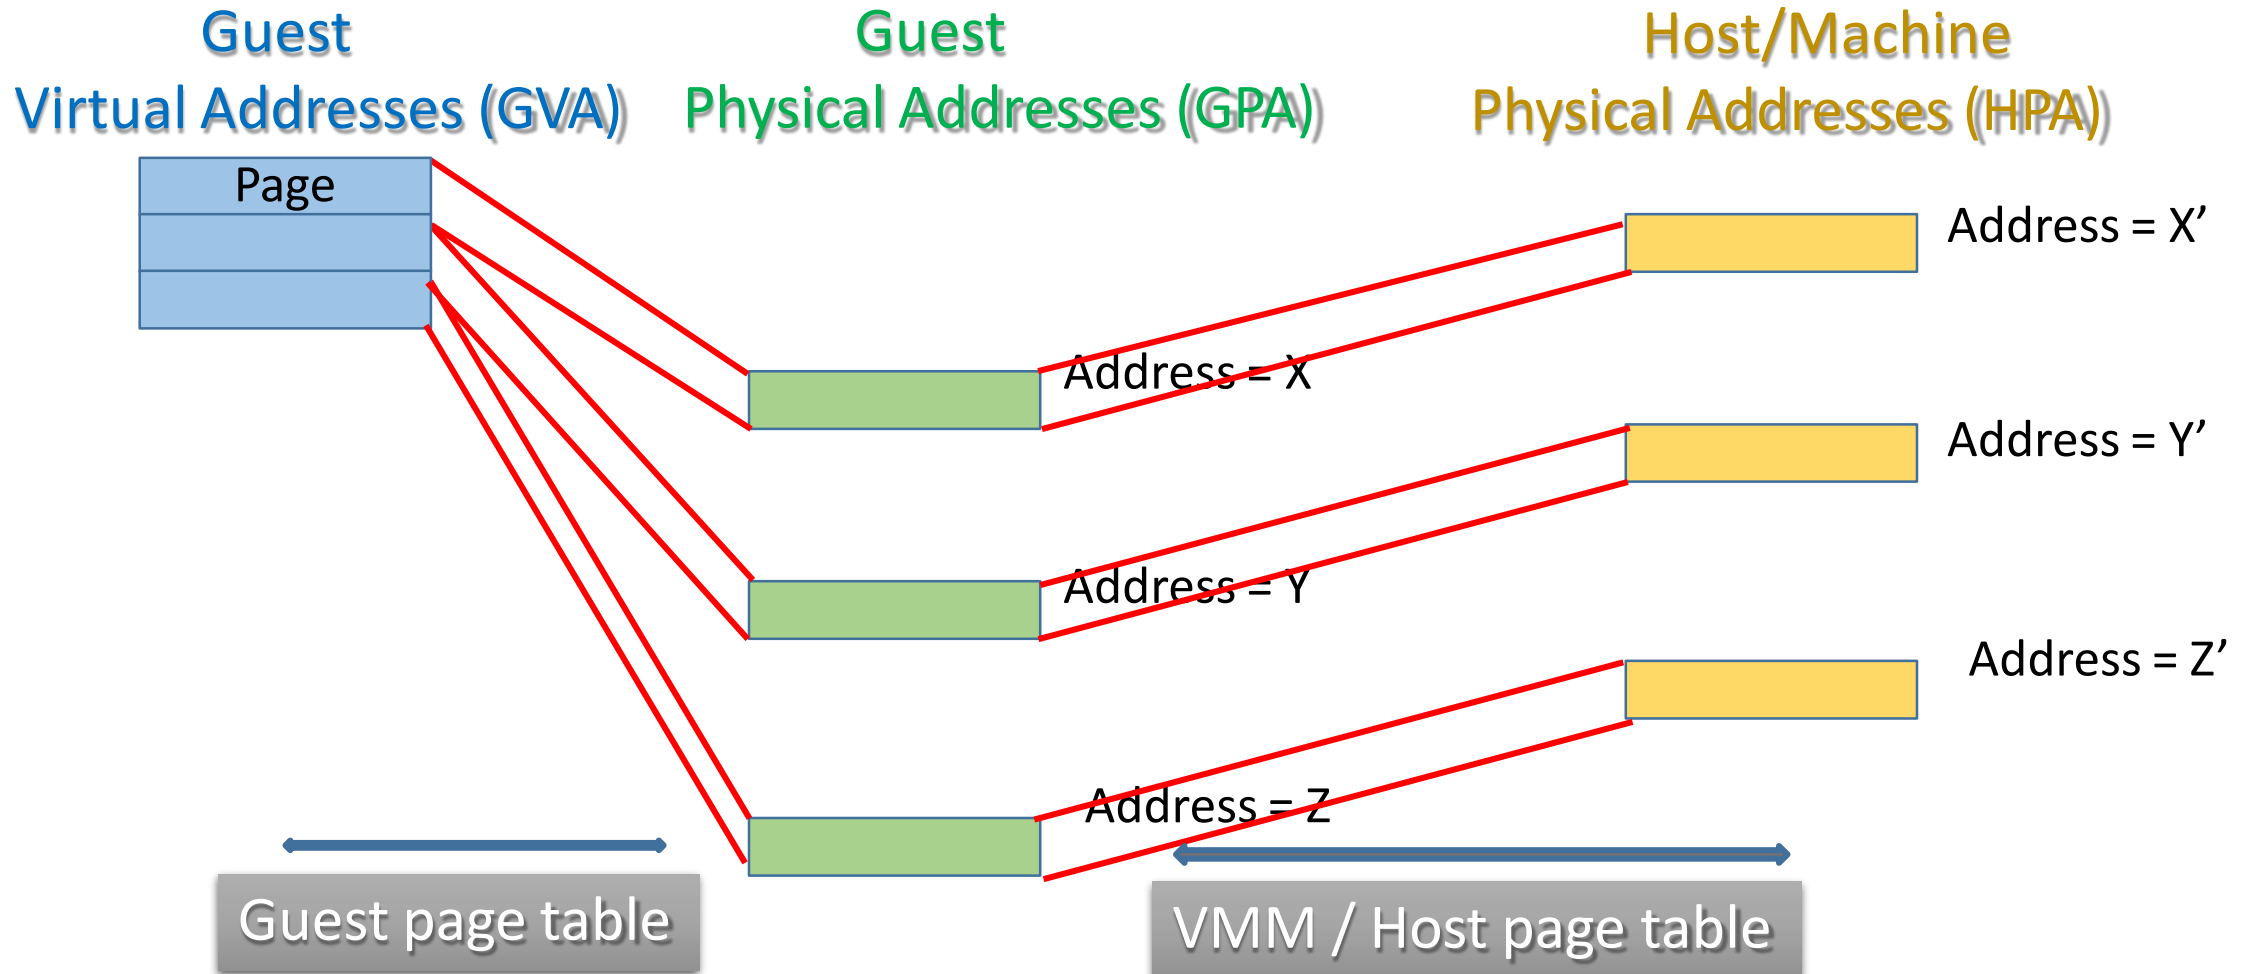 Guest
Virtual Addresses (GVA)
Guest
Physical Addresses (GPA)
Host/Machine
Physical Addresses (HPA)
Page
Address = X’
Address = X
Address = Y’
Address = Y
Address = Z’
Address = Z
Guest page table
VMM / Host page table